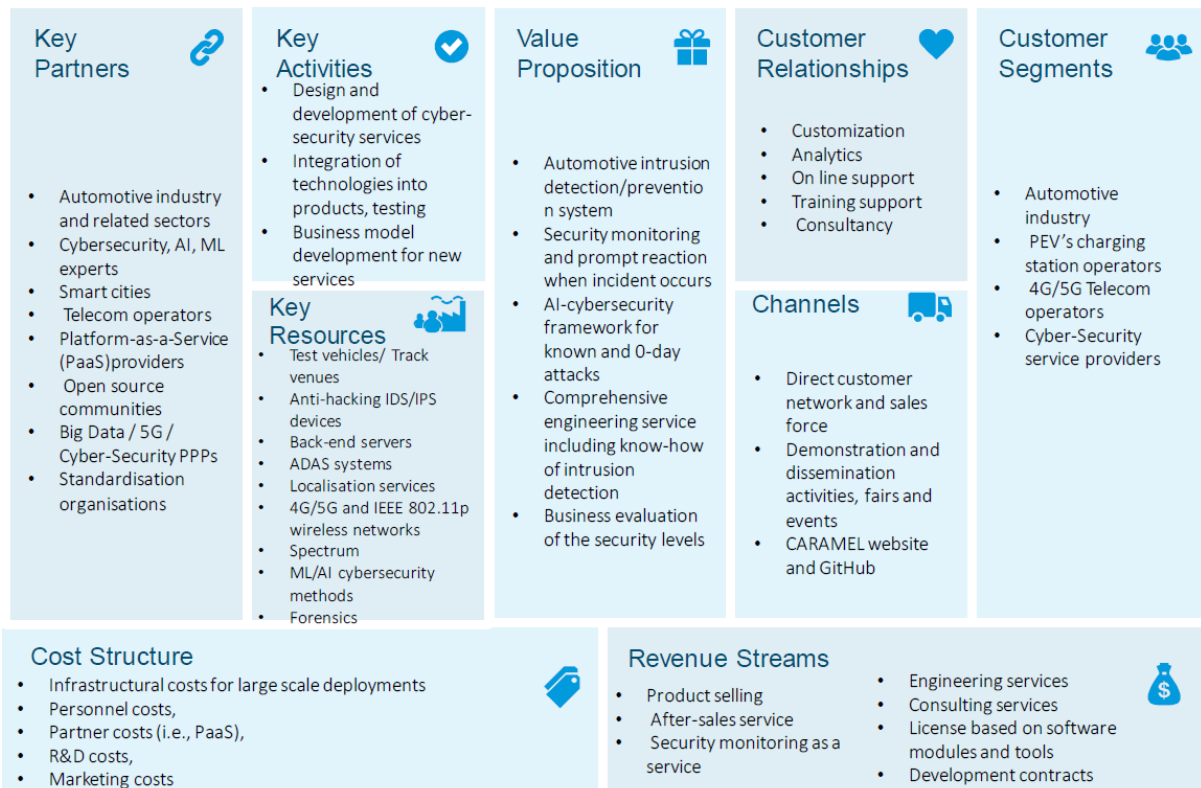 Key
Partners
• Automotive industry
and related sectors
• Cybersecurity, AI, ML
experts
• Smart cities
• Telecom operators
• Platform-as-a-Service
(PaaS)providers
• Open source
communities
• Big Data / 5G /
Cyber-Security PPPs
• Standardisation
organisations
Key
Activities
• Design and
development of cyber-
security services
• Integration of
technologies into
products, testing
• Business model
development for new
services
Key
Resources
• Test vehicles/ Track
venues
• Anti-hacking IDS/IPS
devices
• Back-end servers
• ADAS systems
• Localisation services
• 4G/5G and IEEE 802.11p
wireless networks
• Spectrum
• ML/AI cybersecurity
methods
• Forensics
Value
Proposition
• Automotive intrusion
detection/preventio
n system
• Security monitoring
and prompt reaction
when incident occurs
• AI-cybersecurity
framework for
known and 0-day
attacks
• Comprehensive
engineering service
including know-how
of intrusion
detection
• Business evaluation
of the security levels
Customer
Relationships
• Customization
• Analytics
• On line support
• Training support
• Consultancy
Channels
• Direct customer
network and sales
force
• Demonstration and
dissemination
activities, fairs and
events
• CARAMEL website
and GitHub
Customer
Segments
• Automotive
industry
• PEV's charging
station operators
• 4G/5G Telecom
operators
• Cyber-Security
service providers
Cost Structure
• Infrastructural costs for large scale deployments
• Personnel costs,
• Partner costs (i.e., PaaS),
• R&D costs,
• Marketing costs
Revenue Streams
• Product selling
• After-sales service
• Security monitoring as a
service
• Engineering services
• Consulting services
• License based on software
modules and tools
• Development contracts
$